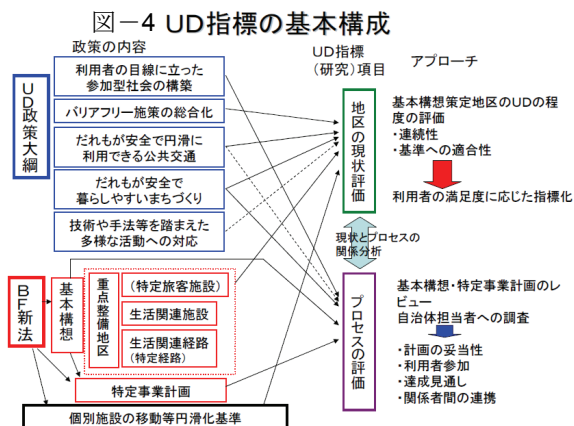 図－4 UD指標の基本構成
政策の内容
UD指標
（研究）項目
アプローチ
UD政策大綱
利用者の目線に立った
参加型社会の構築
バリアフリー施策の総合化
だれもが安全で円滑に
利用できる公共交通
だれもが安全で
暮らしやすいまちづくり
技術や手法等を踏まえた
多様な活動への対応
地区の現状評価
基本構想策定地区のUDの程
度の評価
・連続性
・基準への適合性
利用者の満足度に応じた指標化
現状とプロセスの
関係分析
BF新法
基本構想
重点整備地区
（特定旅客施設）
生活関連施設
生活関連経路
（特定経路）
特定事業計画
個別施設の移動等円滑化基準
プロセスの評価
基本構想・特定事業計画のレ
ビュー
自治体担当者への調査
・計画の妥当性
・利用者参加
・達成見通し
・関係者間の連携